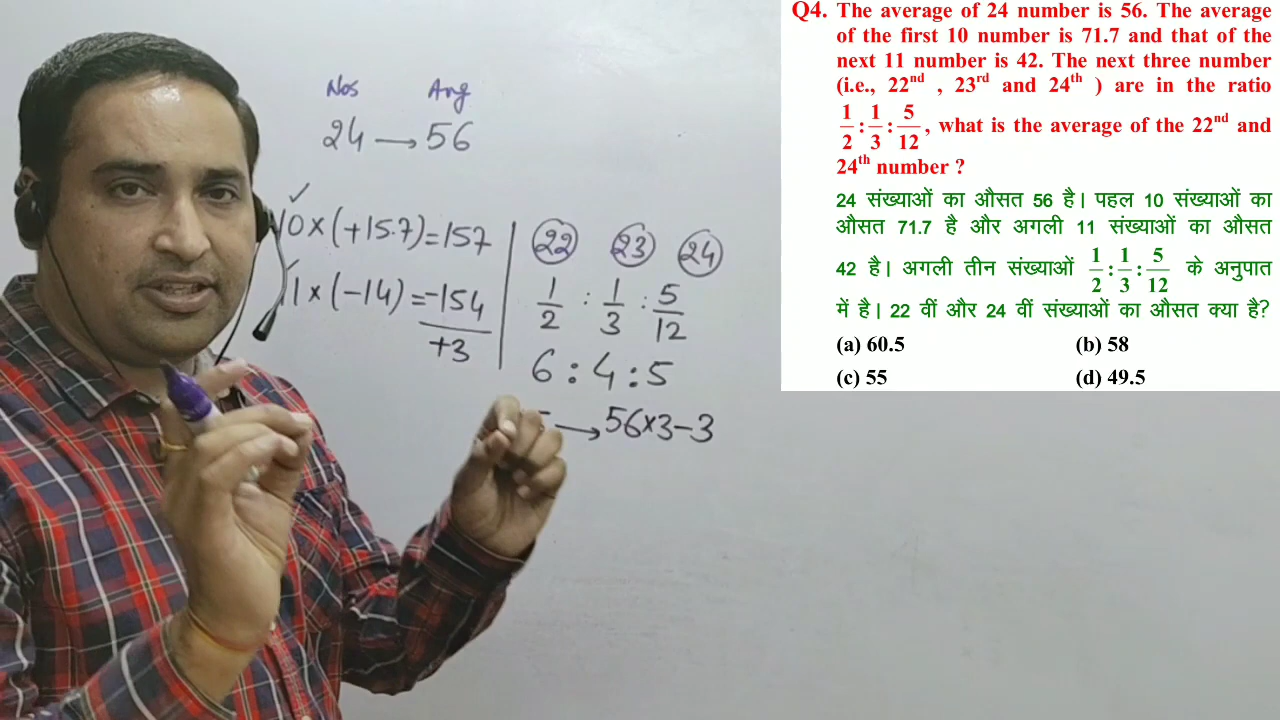 Q4. The average of 24 number is 56. The average
of the first 10 number is 71.7 and that of the
next 11 number is 42. The next three number
(i.e., 22nd , 23rd and 24th ) are in the ratio
1/2 : 1/3 : 5/12, what is the average of the 22nd and
24th number ?
24 संख्याओं का औसत 56 है। पहल 10 संख्याओं का
औसत 71.7 है और अगली 11 संख्याओं का औसत
42 है। अगली तीन संख्याओं 1/2 : 1/3 : 5/12 के अनुपात
में है। 22 वीं और 24 वीं संख्याओं का औसत क्या है?
(a) 60.5 (b) 58
(c) 55 (d) 49.5
Nos Avg
24 → 56
10 × (+15.7) = 157
11 × (-14) = -154
+3
22 23 24
1/2 : 1/3 : 5/12
6 : 4 : 5
→ 56×3-3